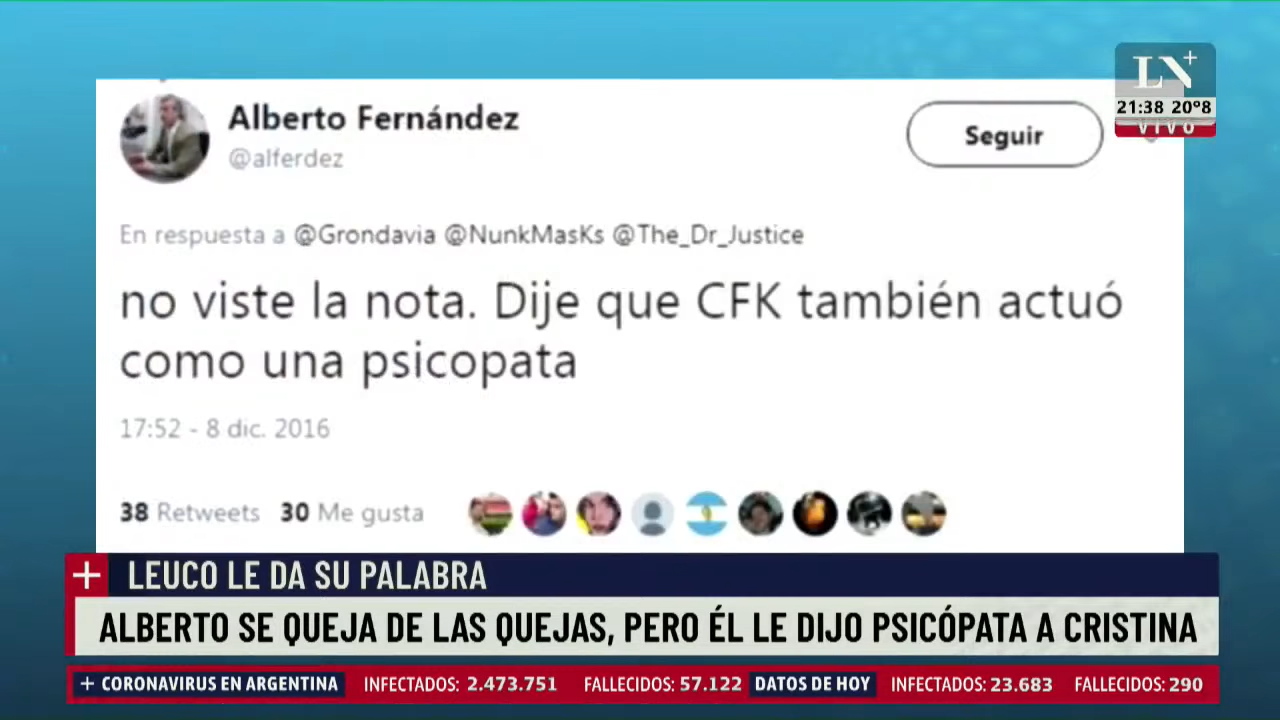 Alberto Fernández
@alferdez
Seguir
LN+
21:38 20º8
VIVO
En respuesta a @Grondavia @NunkMasKs @The_Dr_Justice
no viste la nota. Dije que CFK también actuó
como una psicopata
17:52 - 8 dic. 2016
38 Retweets 30 Me gusta
+ LEUCO LE DA SU PALABRA
ALBERTO SE QUEJA DE LAS QUEJAS, PERO ÉL LE DIJO PSICÓPATA A CRISTINA
+ CORONAVIRUS EN ARGENTINA INFECTADOS: 2.473.751 FALLECIDOS: 57.122 DATOS DE HOY INFECTADOS: 23.683 FALLECIDOS: 290